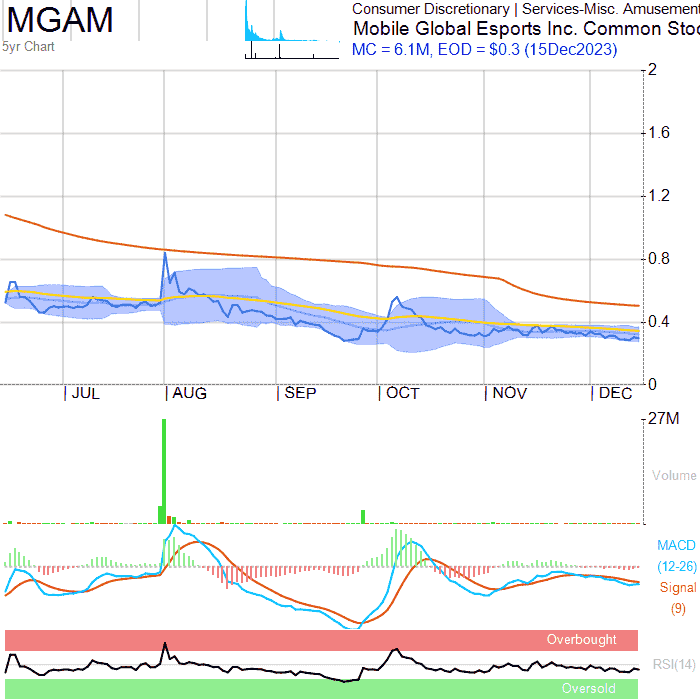 MGAM
5yr Chart
Consumer Discretionary | Services-Misc. Amusement
Mobile Global Esports Inc. Common Stoc
MC = 6.1M, EOD = $0.3 (15Dec2023)
2
1.6
1.2
0.8
0.4
0
JUL AUG SEP OCT NOV DEC
27M
Volume
MACD
(12-26)
Signal
(9)
Overbought
RSI(14)
Oversold